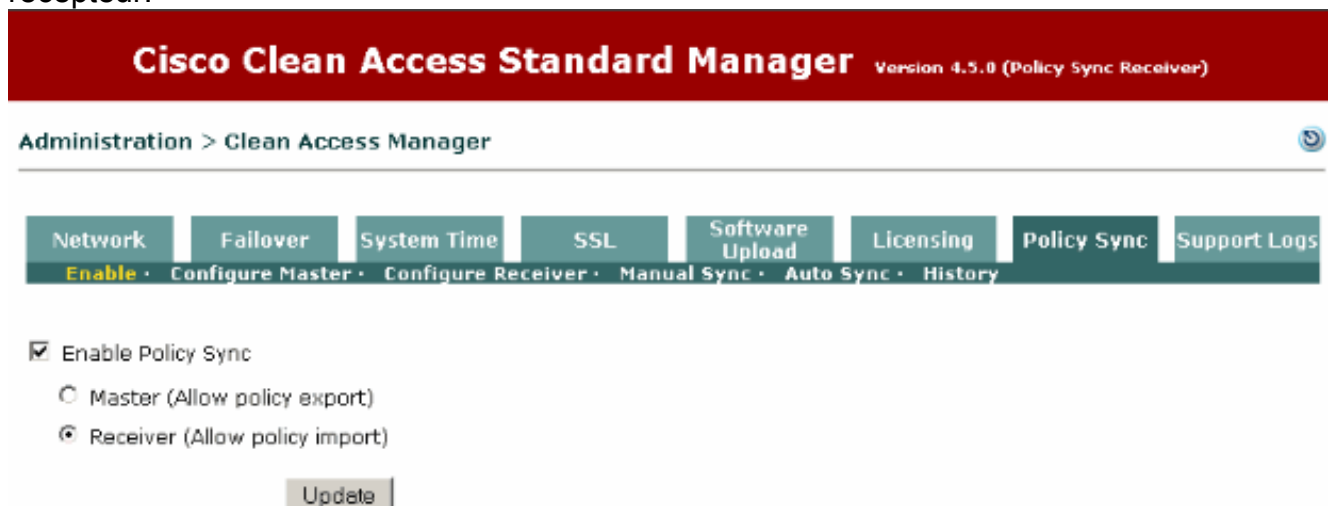 récepteur.
Cisco Clean Access Standard Manager Version 4.5.0 (Policy Sync Receiver)
Administration > Clean Access Manager
Network Failover System Time SSL Software Upload Licensing Policy Sync Support Logs
Enable · Configure Master · Configure Receiver · Manual Sync · Auto Sync · History
Enable Policy Sync
Master (Allow policy export)
Receiver (Allow policy import)
Update